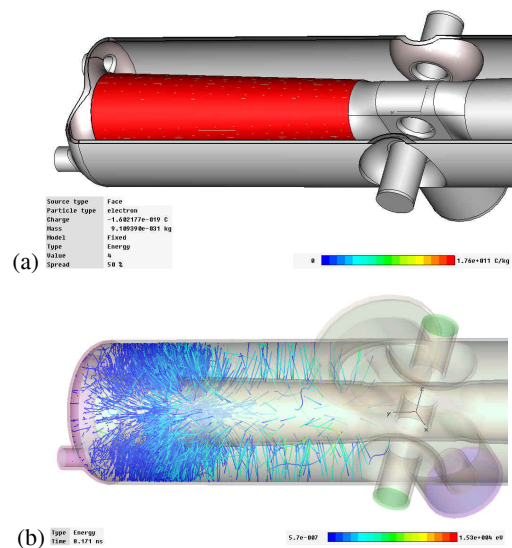 Source type Face
Particle type electron
Charge -1.602177e-019 C
Mass 9.109390e-031 kg
Model Fixed
Type Energy
Value 4
Spread 50 %
(a)
0 1.76e+011 C/kg
z
y
x
(b)
Type Energy
Time 8.171 ns
5.7e-007 1.53e+004 eV